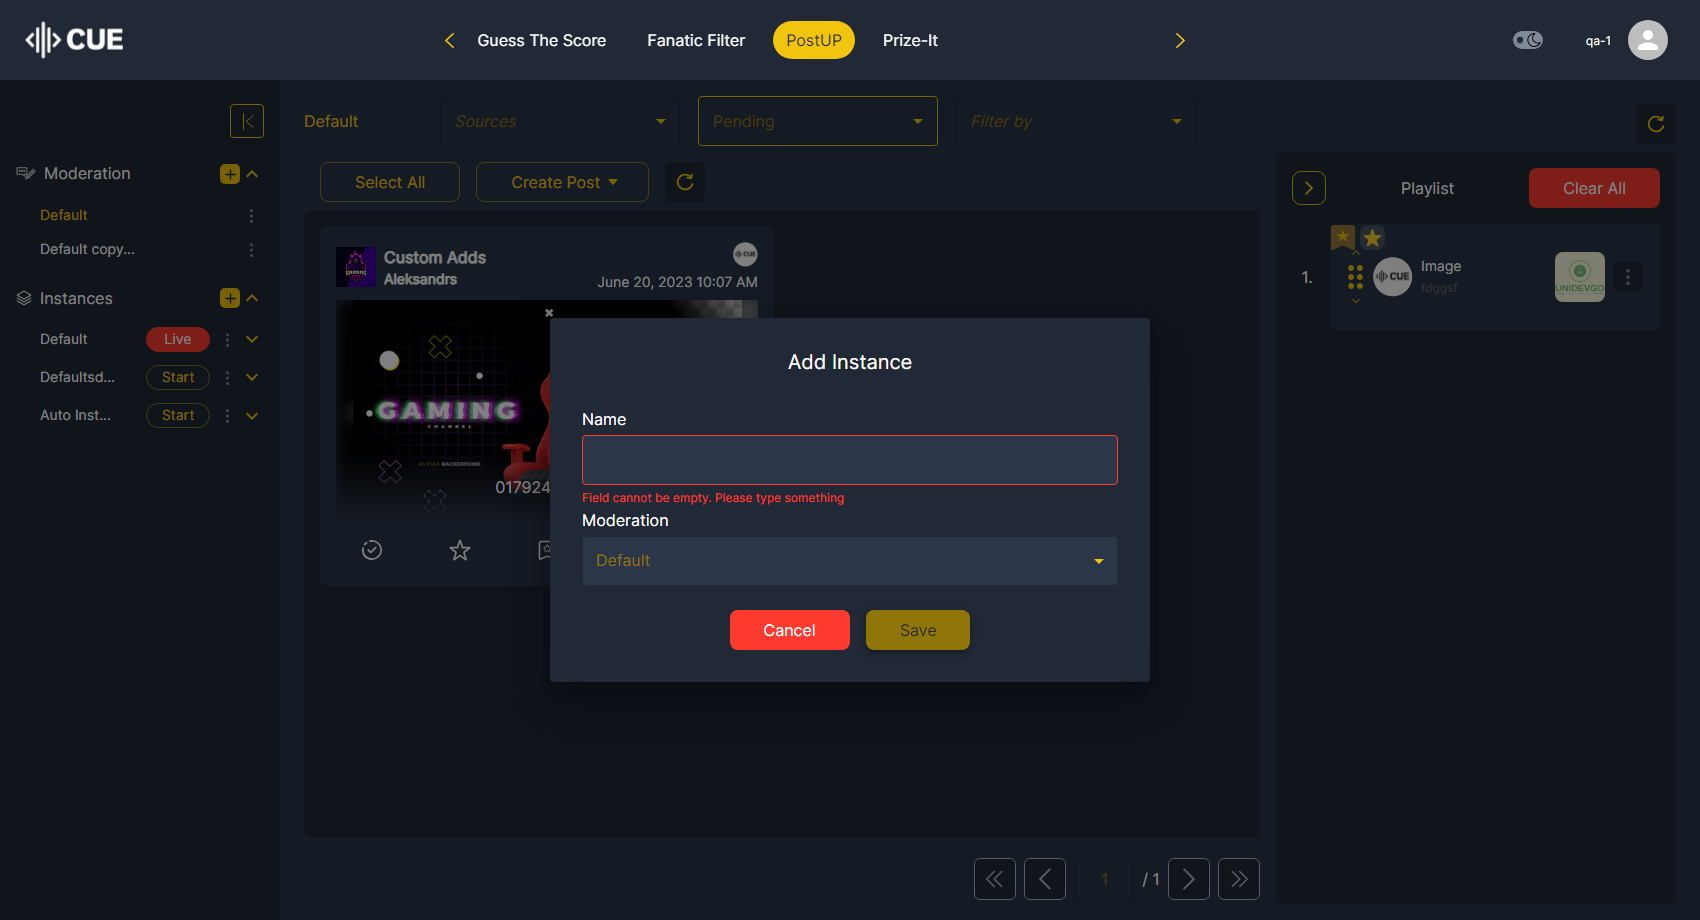 CUE
Guess The Score
Fanatic Filter
PostUP
Prize-It
qa-1
Default
Sources
Pending
Filter by
Moderation
Default
Default copy...
Instances
Default
Live
Defaultsd...
Start
Auto Inst...
Start
Select All
Create Post
Custom Adds
Aleksandrs
CUE
June 20, 2023 10:07 AM
GAMING
GAMING
CHANNEL
ALPHA BACKGROUND
017924
Add Instance
Name
Field cannot be empty. Please type something
Moderation
Default
Cancel
Save
Playlist
Clear All
1.
CUE
Image
fdggsf
UNIDEVGO
1
/ 1